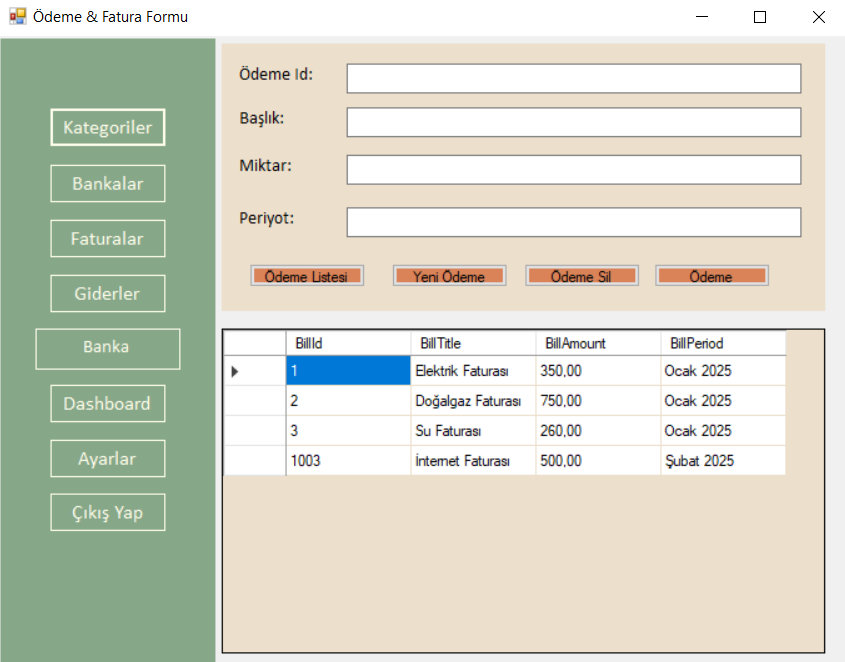 Ödeme & Fatura Formu
Kategoriler
Bankalar
Faturalar
Giderler
Banka
Dashboard
Ayarlar
Çıkış Yap
Ödeme Id:
Başlık:
Miktar:
Periyot:
Ödeme Listesi Yeni Ödeme Ödeme Sil Ödeme
BillId BillTitle BillAmount BillPeriod
1 Elektrik Faturası 350,00 Ocak 2025
2 Doğalgaz Faturası 750,00 Ocak 2025
3 Su Faturası 260,00 Ocak 2025
1003 İnternet Faturası 500,00 Şubat 2025